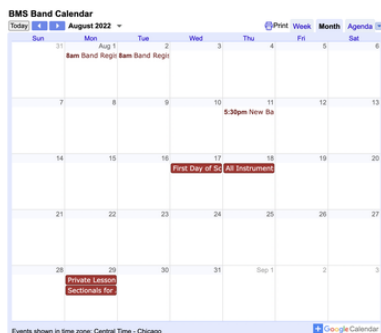 BMS Band Calendar
Today August 2022 Print Week Month Agenda
Sun Mon Tue Wed Thu Fri Sat
31 Aug 1 2 3 4 5 6
8am Band Regis 8am Band Regis
7 8 9 10 11 12 13
5:30pm New Ba
14 15 16 17 18 19 20
First Day of Sc All Instrument
21 22 23 24 25 26 27
28 29 30 31 Sep 1 2 3
Private Lesson
Sectionals for
Events shown in time zone: Central Time - Chicago
Google Calendar